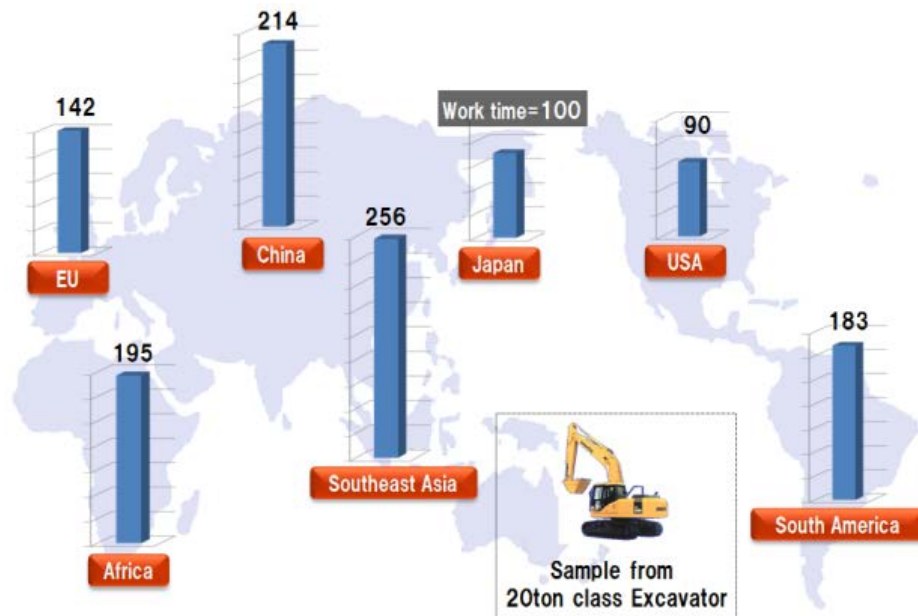 214
142
Work time=100
90
256
China
EU
Japan
USA
195
183
Southeast Asia
South America
Africa
Sample from
20ton class Excavator